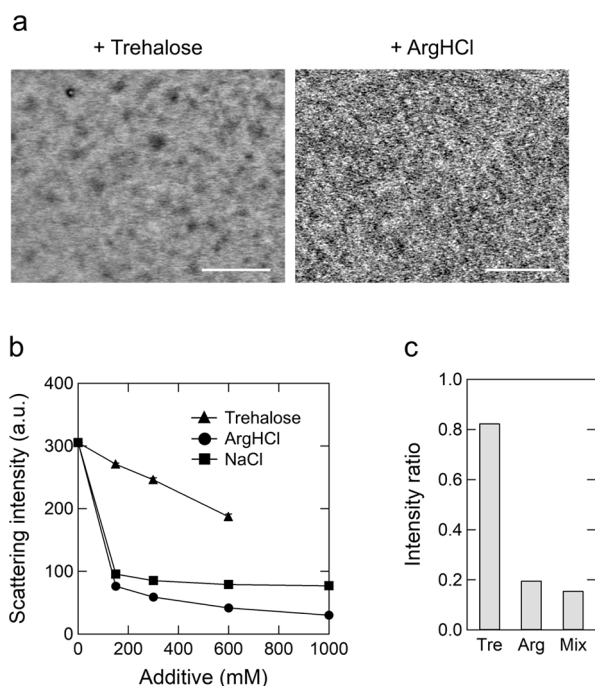 a
+ Trehalose
+ ArgHCl
b
Scattering intensity (a.u.)
400
300
200
100
0
Trehalose
ArgHCl
NaCl
0
200
400
600
800
1000
Additive (mM)
c
Intensity ratio
1.0
0.8
0.6
0.4
0.2
0.0
Tre
Arg
Mix